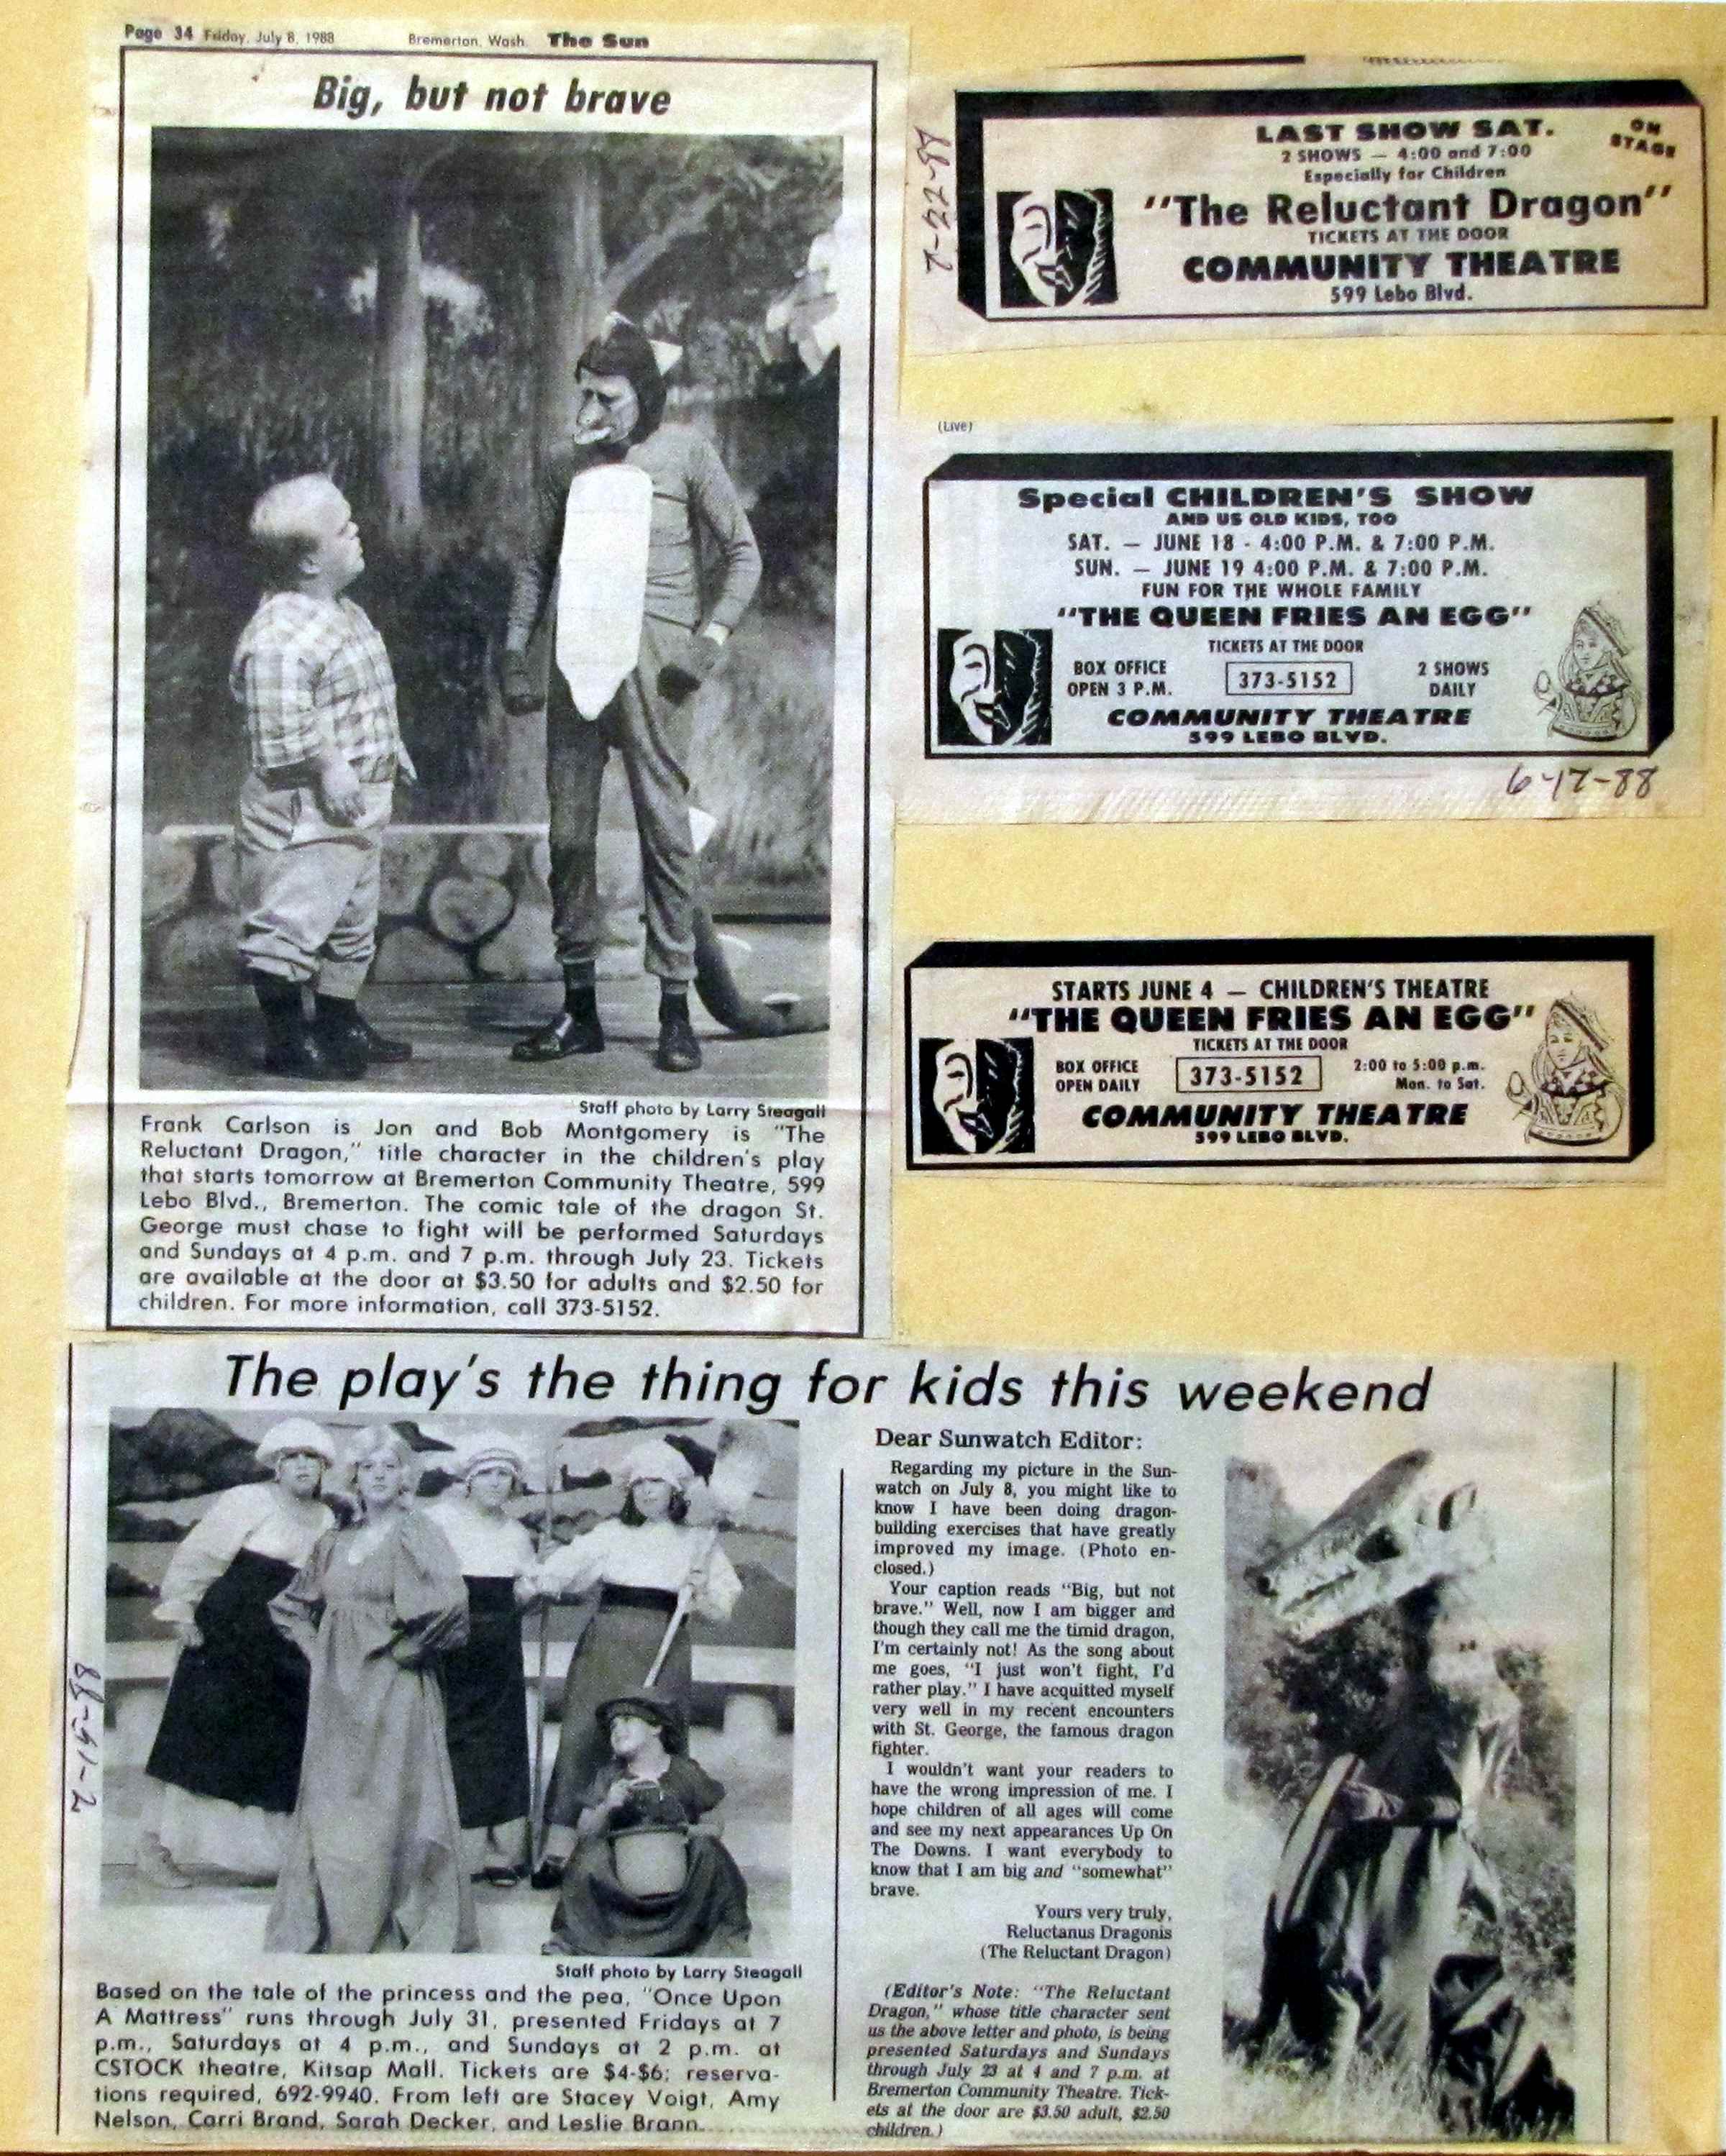 Page 34 Friday, July 8, 1988 Bremerton, Wash. The Sun
Big, but not brave
Staff photo by Larry Steagall
Frank Carlson is Jon and Bob Montgomery is "The
Reluctant Dragon," title character in the children's play
that starts tomorrow at Bremerton Community Theatre, 599
Lebo Blvd., Bremerton. The comic tale of the dragon St.
George must chase to fight will be performed Saturdays
and Sundays at 4 p.m. and 7 p.m. through July 23. Tickets
are available at the door at $3.50 for adults and $2.50 for
children. For more information, call 373-5152.
7-22-88
LAST SHOW SAT.
ON
STAGE
2 SHOWS — 4:00 and 7:00
Especially for Children
"The Reluctant Dragon"
TICKETS AT THE DOOR
COMMUNITY THEATRE
599 Lebo Blvd.
(Live)
Special CHILDREN'S SHOW
AND US OLD KIDS, TOO
SAT. — JUNE 18 - 4:00 P.M. & 7:00 P.M.
SUN. — JUNE 19 4:00 P.M. & 7:00 P.M.
FUN FOR THE WHOLE FAMILY
"THE QUEEN FRIES AN EGG"
TICKETS AT THE DOOR
BOX OFFICE
OPEN 3 P.M.
373-5152
2 SHOWS
DAILY
COMMUNITY THEATRE
599 LEBO BLVD.
6-17-88
STARTS JUNE 4 — CHILDREN'S THEATRE
"THE QUEEN FRIES AN EGG"
TICKETS AT THE DOOR
BOX OFFICE
OPEN DAILY
373-5152
2:00 to 5:00 p.m.
Mon. to Sat.
COMMUNITY THEATRE
599 LEBO BLVD.
The play's the thing for kids this weekend
7-15-88
Staff photo by Larry Steagall
Based on the tale of the princess and the pea, "Once Upon
A Mattress" runs through July 31, presented Fridays at 7
p.m., Saturdays at 4 p.m., and Sundays at 2 p.m. at
CSTOCK theatre, Kitsap Mall. Tickets are $4-$6; reserva-
tions required, 692-9940. From left are Stacey Voigt, Amy
Nelson, Carri Brand, Sarah Decker, and Leslie Brann.
Dear Sunwatch Editor:
Regarding my picture in the Sun-
watch on July 8, you might like to
know I have been doing dragon-
building exercises that have greatly
improved my image. (Photo en-
closed.)
Your caption reads "Big, but not
brave." Well, now I am bigger and
though they call me the timid dragon,
I'm certainly not! As the song about
me goes, "I just won't fight, I'd
rather play." I have acquitted myself
very well in my recent encounters
with St. George, the famous dragon
fighter.
I wouldn't want your readers to
have the wrong impression of me. I
hope children of all ages will come
and see my next appearances Up On
The Downs. I want everybody to
know that I am big and "somewhat"
brave.
Yours very truly,
Reluctanus Dragonis
(The Reluctant Dragon)
(Editor's Note: "The Reluctant
Dragon," whose title character sent
us the above letter and photo, is being
presented Saturdays and Sundays
through July 23 at 4 and 7 p.m. at
Bremerton Community Theatre. Tick-
ets at the door are $3.50 adult, $2.50
children.)